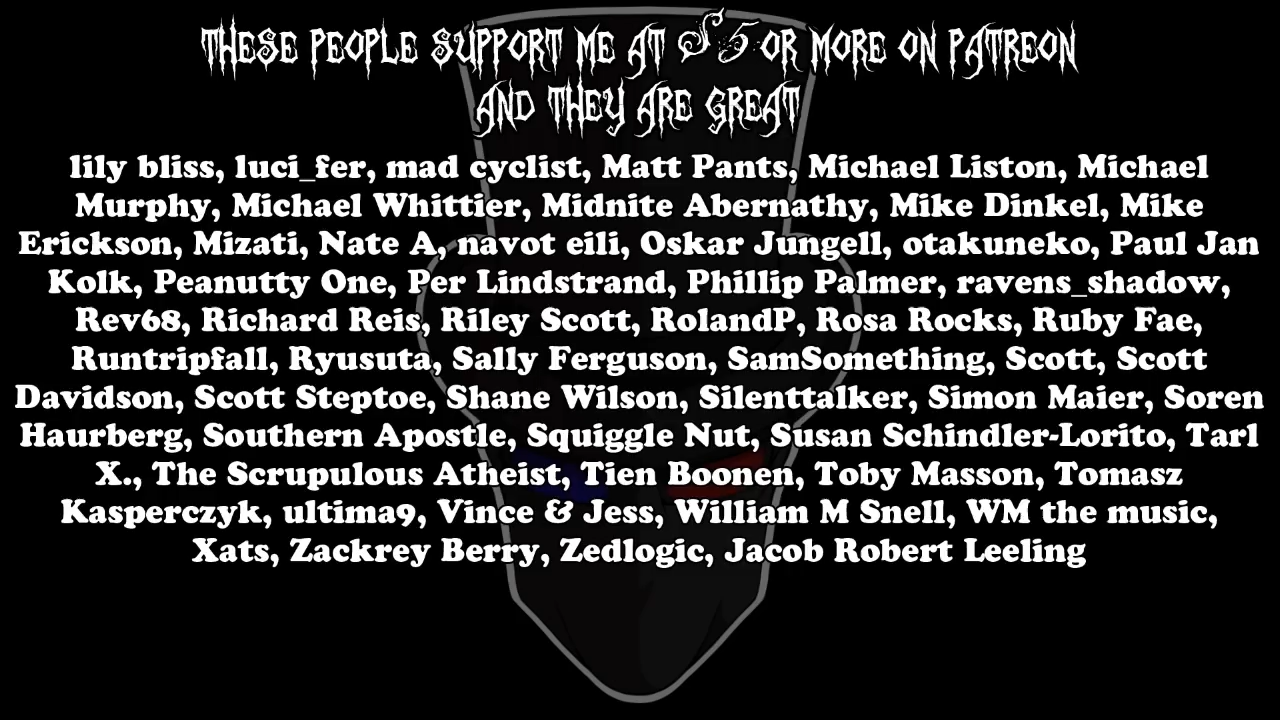 THESE PEOPLE SUPPORT ME AT $5 OR MORE ON PATREON
AND THEY ARE GREAT
lily bliss, luci_fer, mad cyclist, Matt Pants, Michael Liston, Michael
Murphy, Michael Whittier, Midnite Abernathy, Mike Dinkel, Mike
Erickson, Mizati, Nate A, navot eili, Oskar Jungell, otakuneko, Paul Jan
Kolk, Peanutty One, Per Lindstrand, Phillip Palmer, ravens_shadow,
Rev68, Richard Reis, Riley Scott, RolandP, Rosa Rocks, Ruby Fae,
Runtripfall, Ryusuta, Sally Ferguson, SamSomething, Scott, Scott
Davidson, Scott Steptoe, Shane Wilson, Silenttalker, Simon Maier, Soren
Haurberg, Southern Apostle, Squiggle Nut, Susan Schindler-Lorito, Tarl
X., The Scrupulous Atheist, Tien Boonen, Toby Masson, Tomasz
Kasperczyk, ultima9, Vince & Jess, William M Snell, WM the music,
Xats, Zackrey Berry, Zedlogic, Jacob Robert Leeling